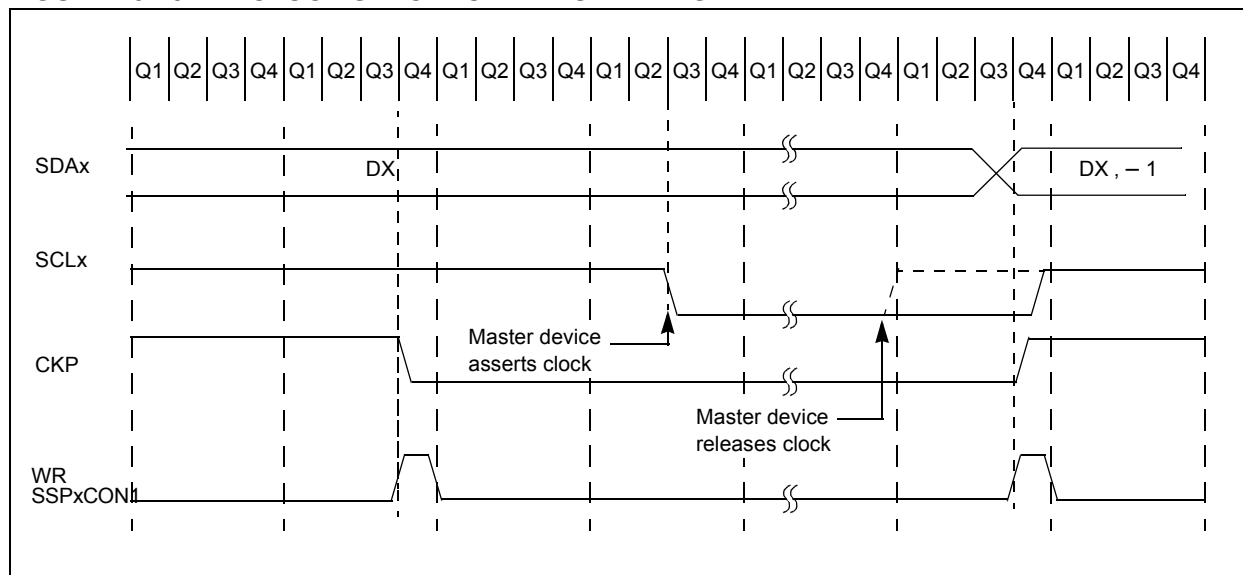 Q1 Q2 Q3 Q4 Q1 Q2 Q3 Q4 Q1 Q2 Q3 Q4 Q1 Q2 Q3 Q4 Q1 Q2 Q3 Q4 Q1 Q2 Q3 Q4 Q1 Q2 Q3 Q4
SDAx
DX
DX , – 1
SCLx
Master device
asserts clock
CKP
Master device
releases clock
WR
SSPxCON1